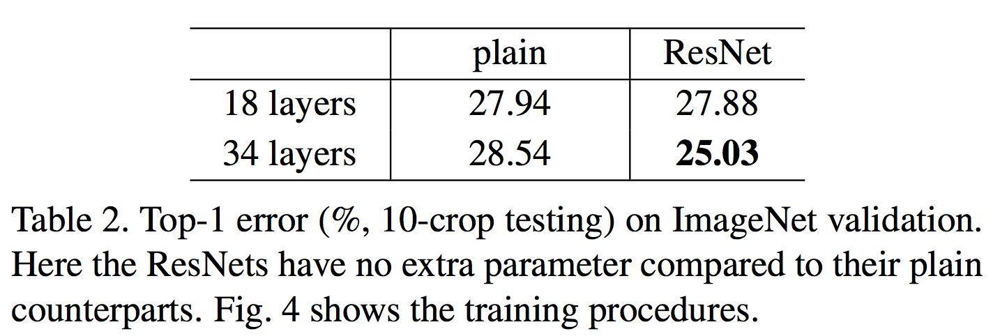 plain ResNet
18 layers 27.94 27.88
34 layers 28.54 25.03
Table 2. Top-1 error (%, 10-crop testing) on ImageNet validation.
Here the ResNets have no extra parameter compared to their plain
counterparts. Fig. 4 shows the training procedures.